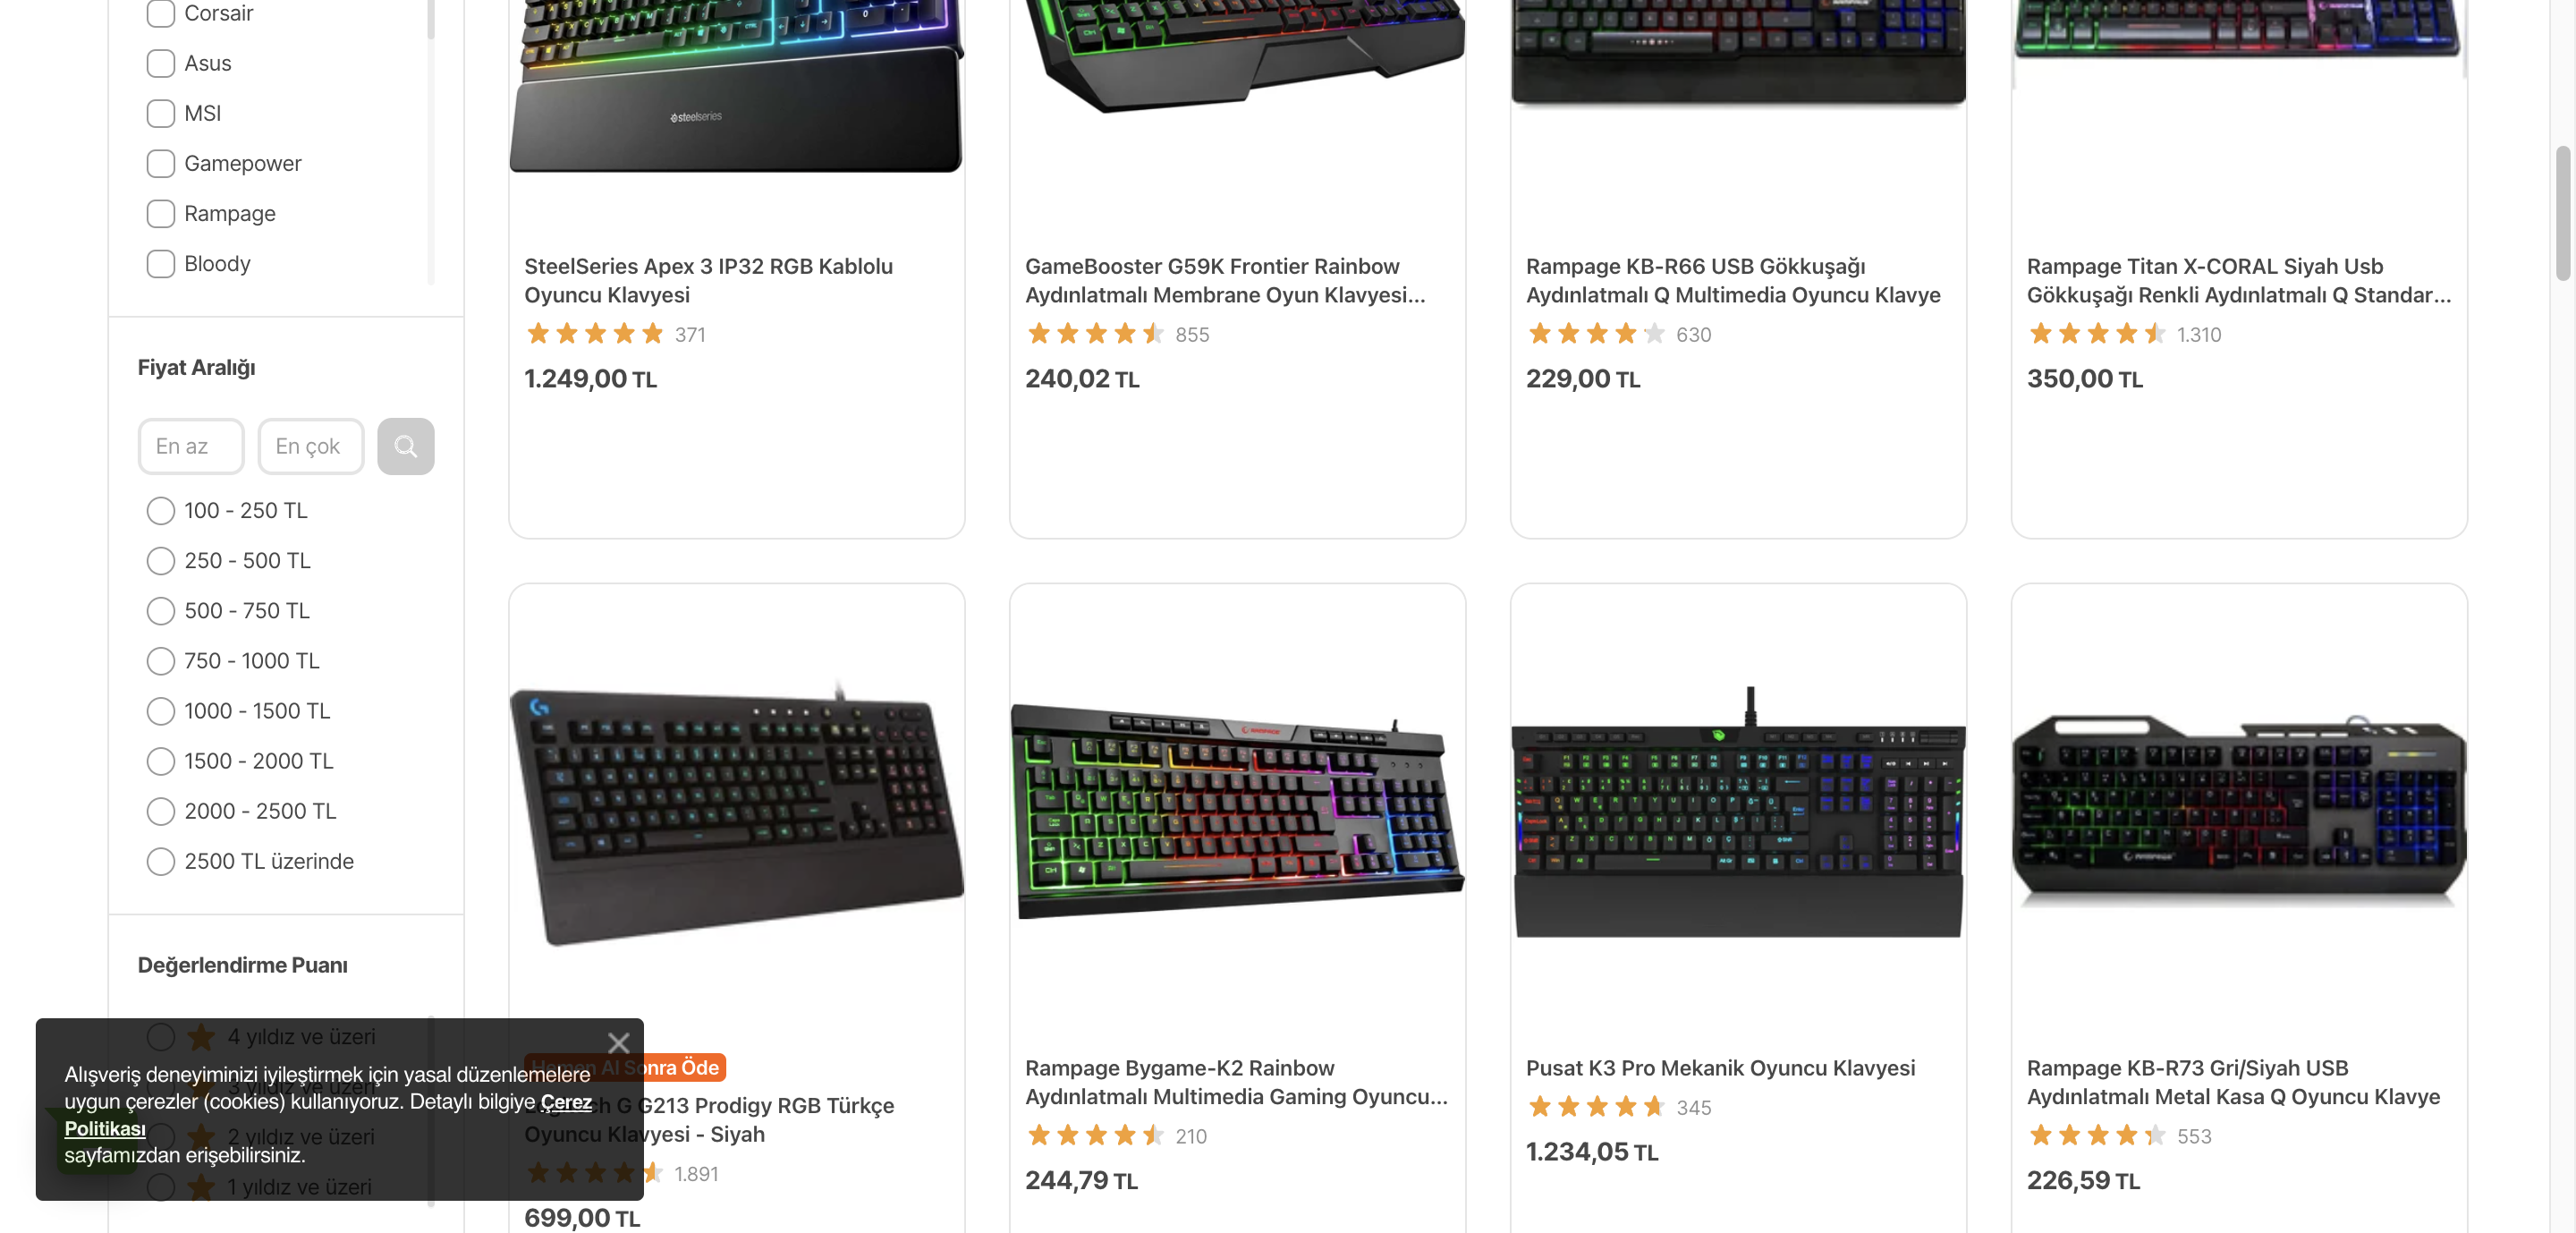 Corsair
Asus
MSI
Gamepower
Rampage
Bloody
Fiyat Aralığı
En az
En çok
100 - 250 TL
250 - 500 TL
500 - 750 TL
750 - 1000 TL
1000 - 1500 TL
1500 - 2000 TL
2000 - 2500 TL
2500 TL üzerinde
Değerlendirme Puanı
4 yıldız ve üzeri
3 yıldız ve üzeri
2 yıldız ve üzeri
1 yıldız ve üzeri
Alışveriş deneyiminizi iyileştirmek için yasal düzenlemelere
uygun çerezler (cookies) kullanıyoruz. Detaylı bilgiye Çerez
Politikası
sayfamızdan erişebilirsiniz.
steelseries
SteelSeries Apex 3 IP32 RGB Kablolu
Oyuncu Klavyesi
371
1.249,00 TL
GameBooster G59K Frontier Rainbow
Aydınlatmalı Membrane Oyun Klavyesi...
855
240,02 TL
Rampage KB-R66 USB Gökkuşağı
Aydınlatmalı Q Multimedia Oyuncu Klavye
630
229,00 TL
Rampage Titan X-CORAL Siyah Usb
Gökkuşağı Renkli Aydınlatmalı Q Standar...
1.310
350,00 TL
Hemen Al Sonra Öde
Logitech G G213 Prodigy RGB Türkçe
Oyuncu Klavyesi - Siyah
1.891
699,00 TL
RAMPAGE
Rampage Bygame-K2 Rainbow
Aydınlatmalı Multimedia Gaming Oyuncu...
210
244,79 TL
Pusat K3 Pro Mekanik Oyuncu Klavyesi
345
1.234,05 TL
RAMPAGE
Rampage KB-R73 Gri/Siyah USB
Aydınlatmalı Metal Kasa Q Oyuncu Klavye
553
226,59 TL